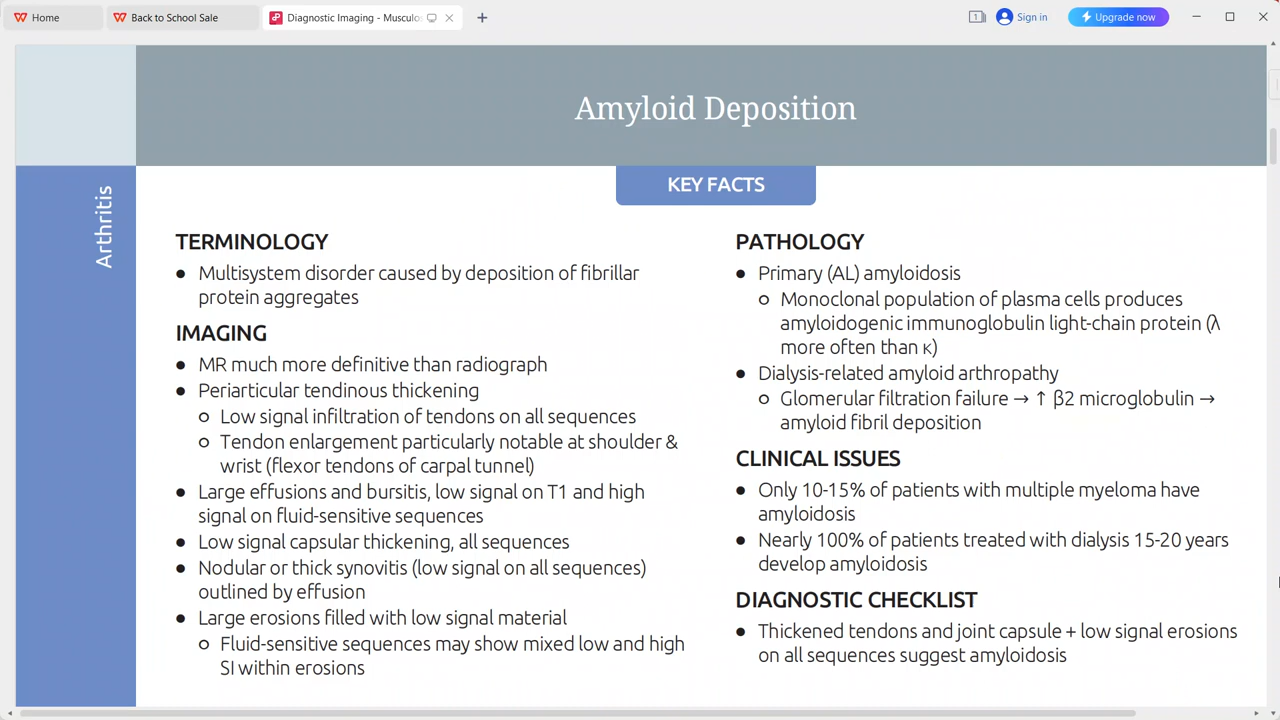 Home
Back to School Sale
Diagnostic Imaging - Musculo
1
Sign in
Upgrade now
Amyloid Deposition
Arthritis
KEY FACTS
TERMINOLOGY
● Multisystem disorder caused by deposition of fibrillar
protein aggregates
IMAGING
● MR much more definitive than radiograph
● Periarticular tendinous thickening
○ Low signal infiltration of tendons on all sequences
○ Tendon enlargement particularly notable at shoulder &
wrist (flexor tendons of carpal tunnel)
● Large effusions and bursitis, low signal on T1 and high
signal on fluid-sensitive sequences
● Low signal capsular thickening, all sequences
● Nodular or thick synovitis (low signal on all sequences)
outlined by effusion
● Large erosions filled with low signal material
○ Fluid-sensitive sequences may show mixed low and high
SI within erosions
PATHOLOGY
● Primary (AL) amyloidosis
○ Monoclonal population of plasma cells produces
amyloidogenic immunoglobulin light-chain protein (λ
more often than κ)
● Dialysis-related amyloid arthropathy
○ Glomerular filtration failure → ↑ β2 microglobulin →
amyloid fibril deposition
CLINICAL ISSUES
● Only 10-15% of patients with multiple myeloma have
amyloidosis
● Nearly 100% of patients treated with dialysis 15-20 years
develop amyloidosis
DIAGNOSTIC CHECKLIST
● Thickened tendons and joint capsule + low signal erosions
on all sequences suggest amyloidosis